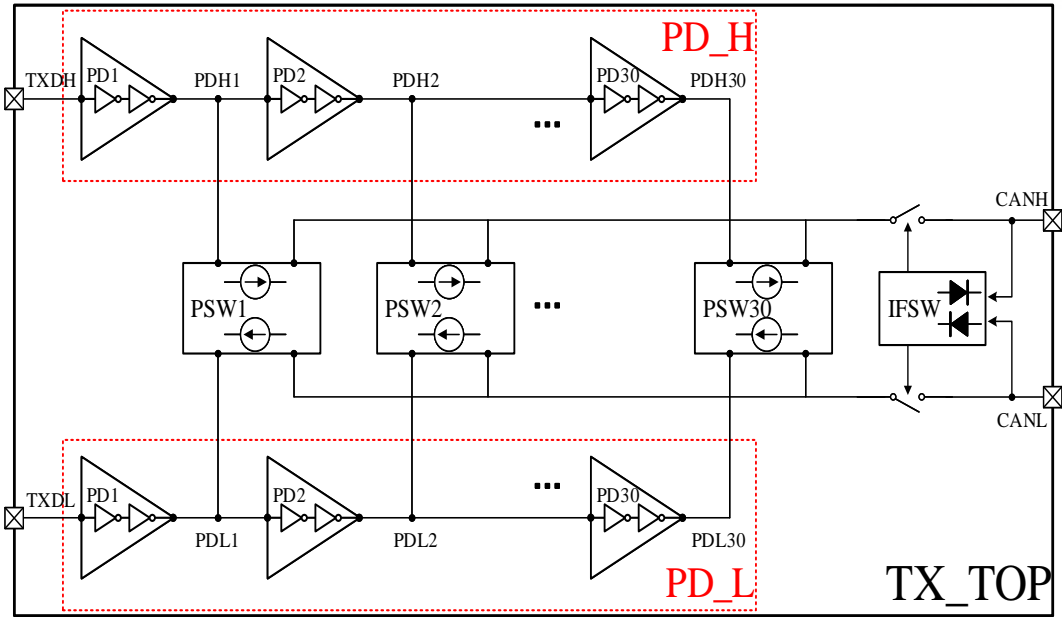 PD_H
TXDH
PD1
PDH1
PD2
PDH2
...
PD30
PDH30
CANH
PSW1
PSW2
...
PSW30
IFSW
CANL
TXDL
PD1
PDL1
PD2
PDL2
...
PD30
PDL30
PD_L
TX_TOP